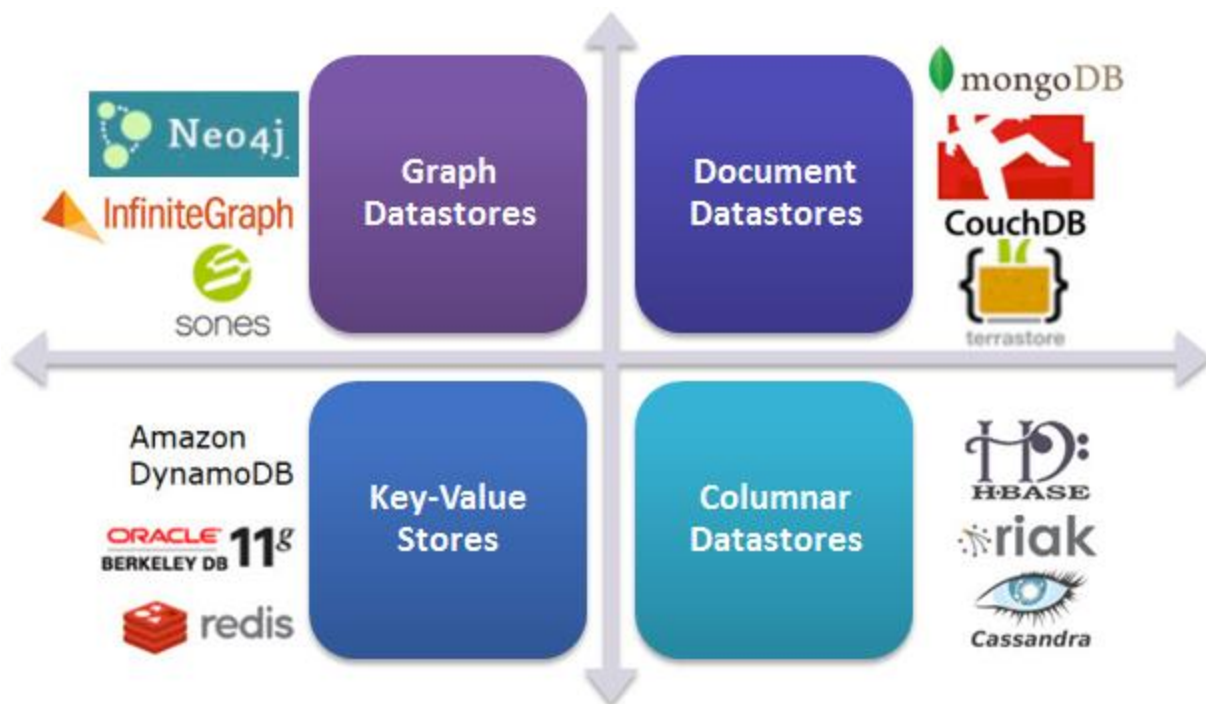 Neo4j
InfiniteGraph
sones
Graph
Datastores
Document
Datastores
mongoDB
CouchDB
terrastore
Amazon
DynamoDB
ORACLE
BERKELEY DB 11g
redis
Key-Value
Stores
Columnar
Datastores
H·BASE
riak
Cassandra